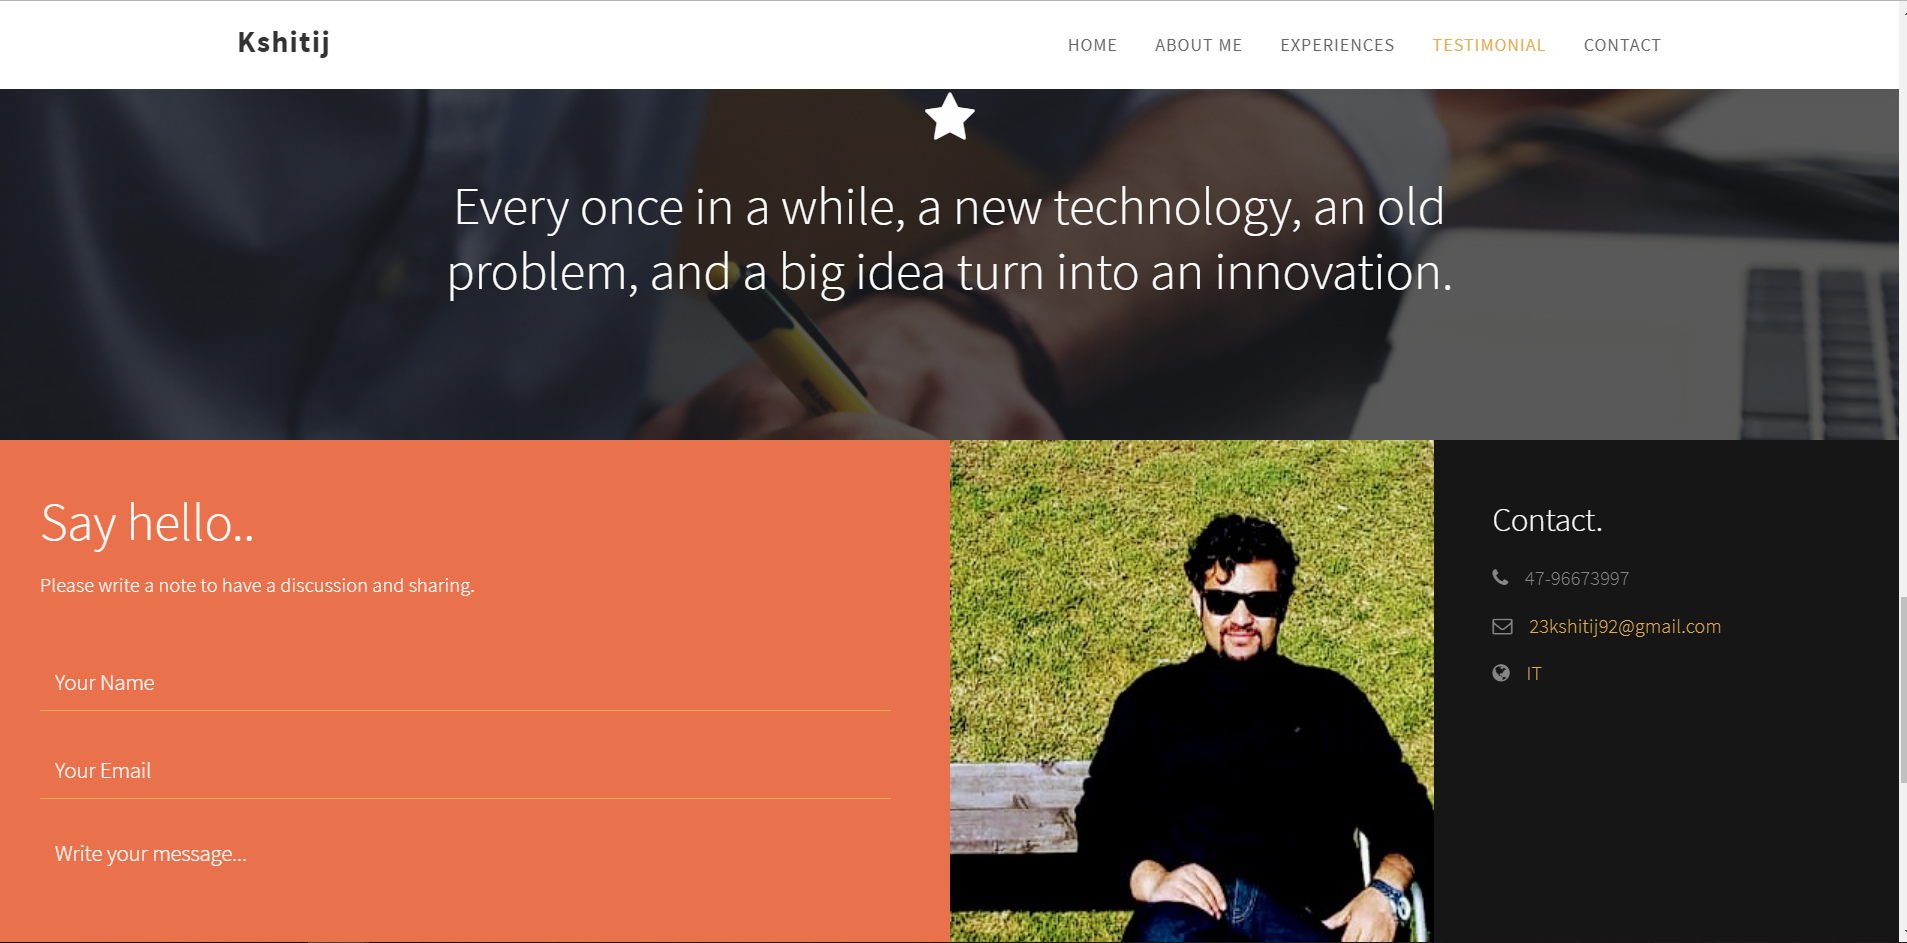 Kshitij
HOME ABOUT ME EXPERIENCES TESTIMONIAL CONTACT
Every once in a while, a new technology, an old
problem, and a big idea turn into an innovation.
Say hello..
Please write a note to have a discussion and sharing.
Your Name
Your Email
Write your message...
Contact.
47-96673997
23kshitij92@gmail.com
IT